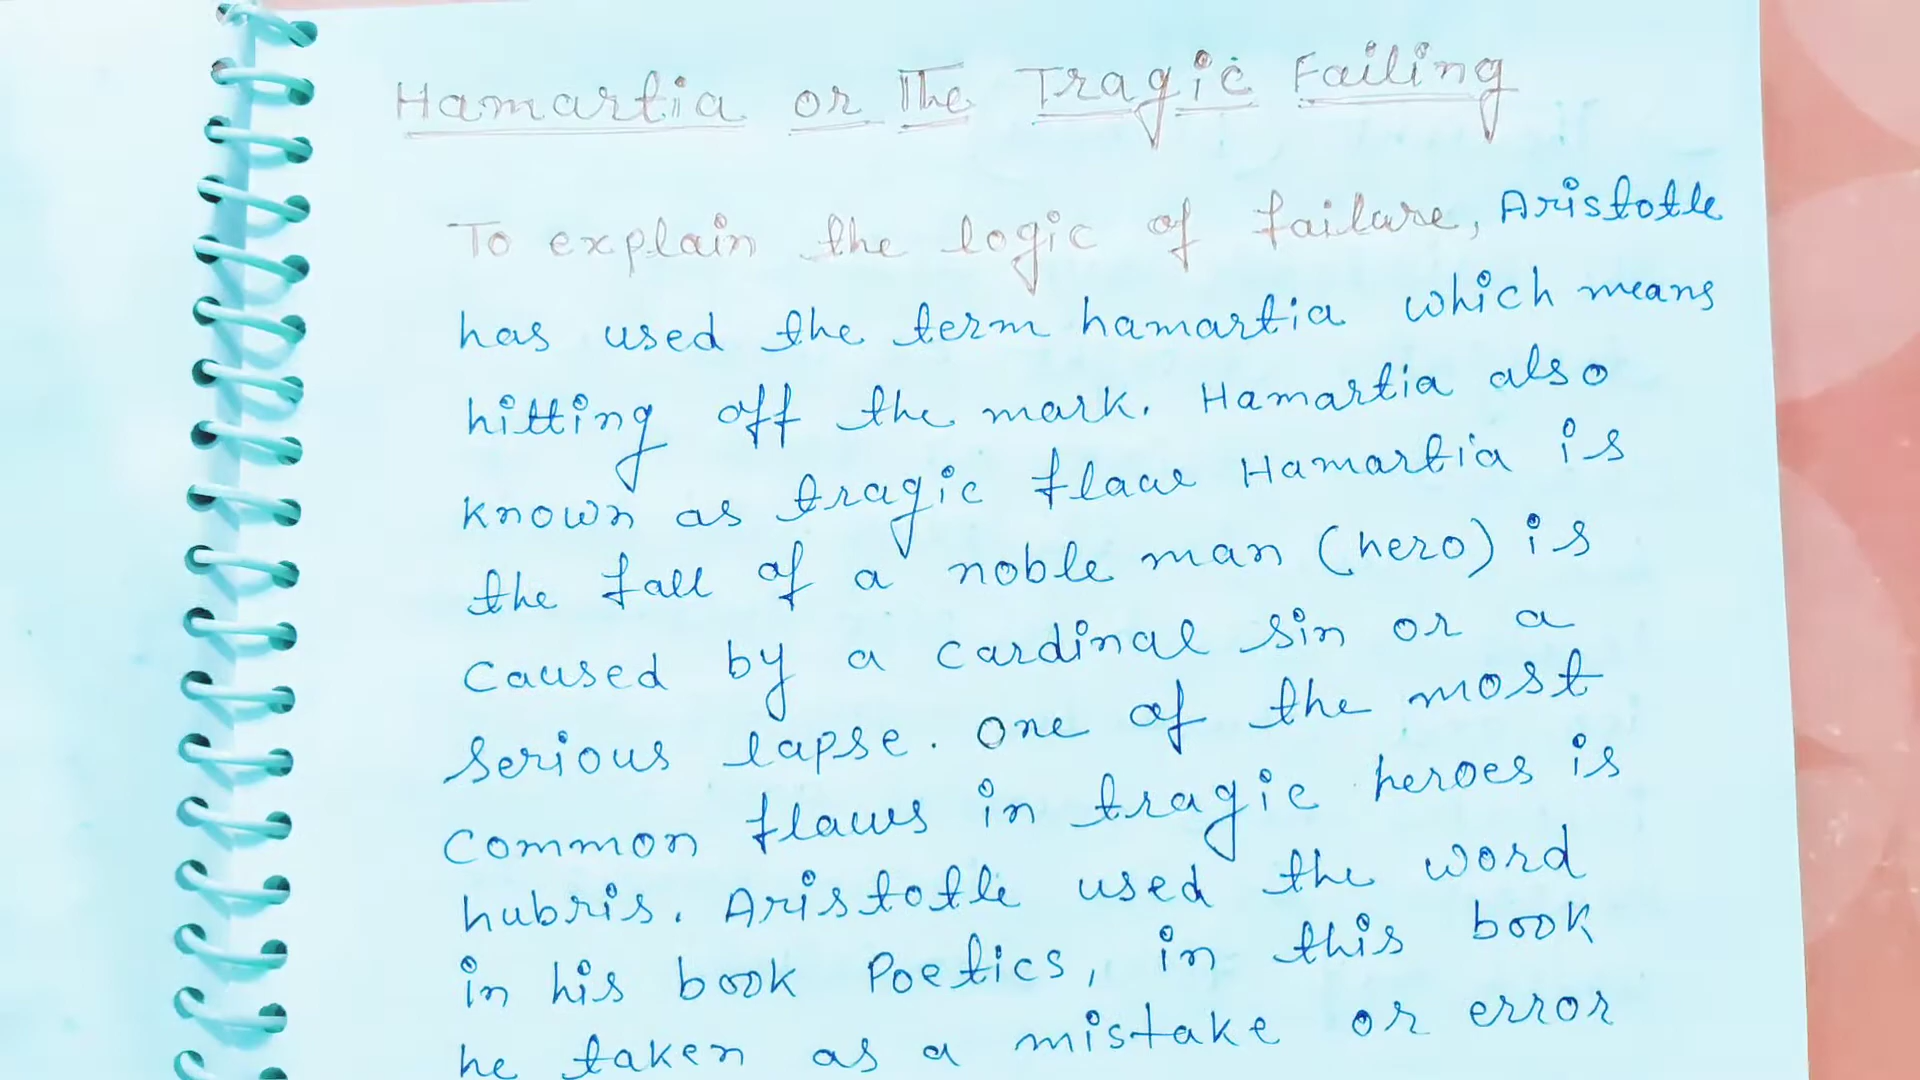 Hamartia or The Tragic Failing
To explain the logic of failure, Aristotle
has used the term hamartia which means
hitting off the mark. Hamartia also
known as tragic flaw Hamartia is
the fall of a noble man (hero) is
caused by a cardinal sin or a
serious lapse. One of the most
common flaws in tragic heroes is
hubris. Aristotle used the word
in his book Poetics, in this book
he taken as a mistake or error